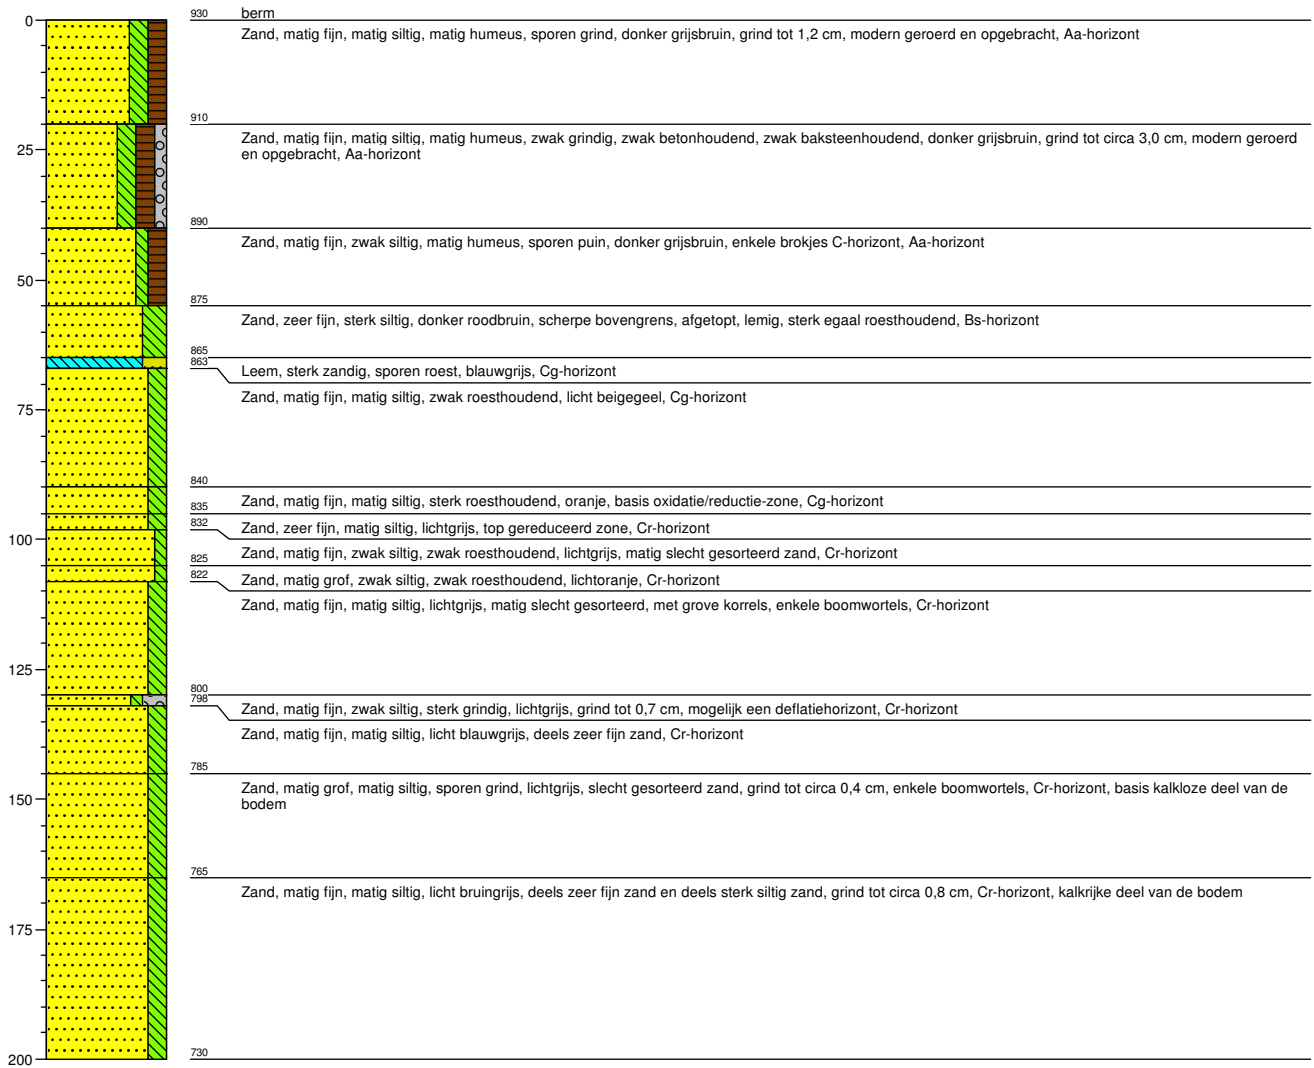 930 berm
0
Zand, matig fijn, matig siltig, matig humeus, sporen grind, donker grijsbruin, grind tot 1,2 cm, modern geroerd en opgebracht, Aa-horizont
910
Zand, matig fijn, matig siltig, matig humeus, zwak grindig, zwak betonhoudend, zwak baksteenhoudend, donker grijsbruin, grind tot circa 3,0 cm, modern geroerd
25
en opgebracht, Aa-horizont
890
Zand, matig fijn, zwak siltig, matig humeus, sporen puin, donker grijsbruin, enkele brokjes C-horizont, Aa-horizont
50
875
Zand, zeer fijn, sterk siltig, donker roodbruin, scherpe bovengrens, afgetopt, lemig, sterk egaal roesthoudend, Bs-horizont
865
863
Leem, sterk zandig, sporen roest, blauwgrijs, Cg-horizont
Zand, matig fijn, matig siltig, zwak roesthoudend, licht beigegeel, Cg-horizont
75
840
Zand, matig fijn, matig siltig, sterk roesthoudend, oranje, basis oxidatie/reductie-zone, Cg-horizont
835
832
Zand, zeer fijn, matig siltig, lichtgrijs, top gereduceerd zone, Cr-horizont
100
Zand, matig fijn, zwak siltig, zwak roesthoudend, lichtgrijs, matig slecht gesorteerd zand, Cr-horizont
825
822
Zand, matig grof, zwak siltig, zwak roesthoudend, lichtoranje, Cr-horizont
Zand, matig fijn, matig siltig, lichtgrijs, matig slecht gesorteerd, met grove korrels, enkele boomwortels, Cr-horizont
125
800
798
Zand, matig fijn, zwak siltig, sterk grindig, lichtgrijs, grind tot 0,7 cm, mogelijk een deflatiehorizont, Cr-horizont
Zand, matig fijn, matig siltig, licht blauwgrijs, deels zeer fijn zand, Cr-horizont
785
Zand, matig grof, matig siltig, sporen grind, lichtgrijs, slecht gesorteerd zand, grind tot circa 0,4 cm, enkele boomwortels, Cr-horizont, basis kalkloze deel van de
150
bodem
765
Zand, matig fijn, matig siltig, licht bruingrijs, deels zeer fijn zand en deels sterk siltig zand, grind tot circa 0,8 cm, Cr-horizont, kalkrijke deel van de bodem
175
730
200